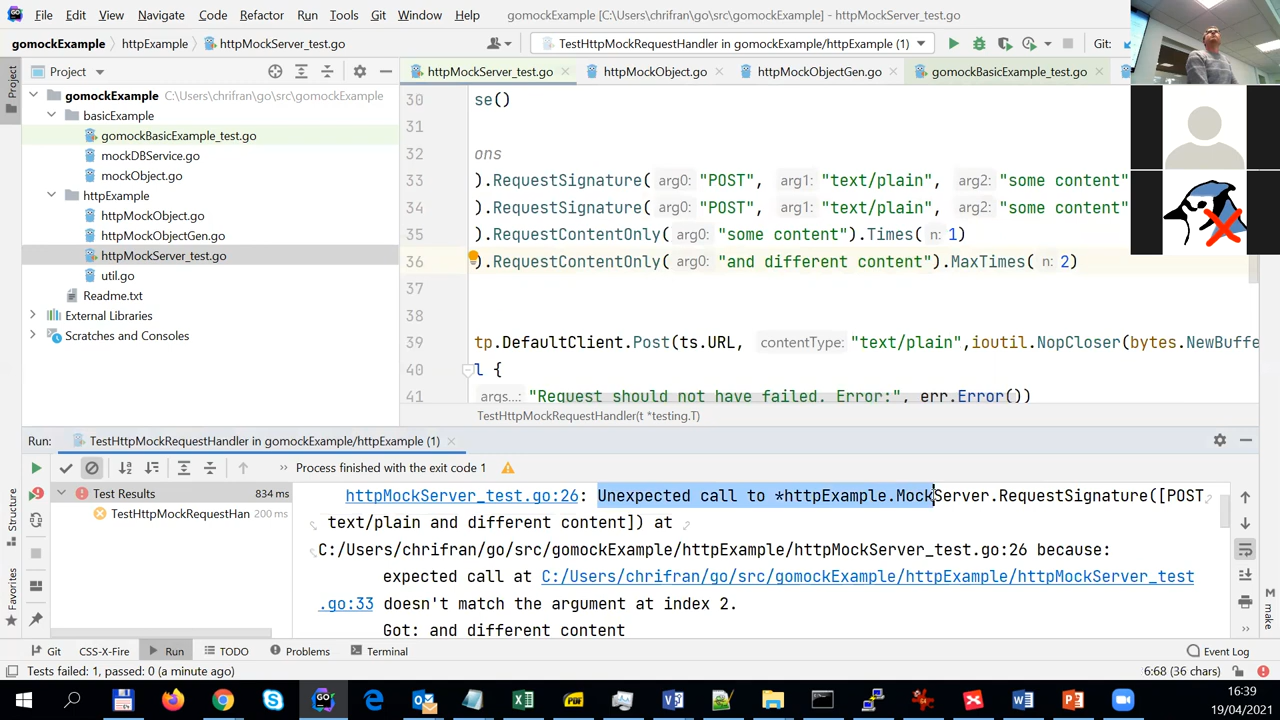 File Edit View Navigate Code Refactor Run Tools Git Window Help gomockExample [C:\Users\chrifran\go\src\gomockExample] - httpMockServer_test.go
gomockExample httpExample httpMockServer_test.go TestHttpMockRequestHandler in gomockExample/httpExample (1) Git:
Project
Project
httpMockServer_test.go httpMockObject.go httpMockObjectGen.go gomockBasicExample_test.go
gomockExample C:\Users\chrifran\go\src\gomockExample
basicExample
gomockBasicExample_test.go
mockDBService.go
mockObject.go
httpExample
httpMockObject.go
httpMockObjectGen.go
httpMockServer_test.go
util.go
Readme.txt
External Libraries
Scratches and Consoles
30 se()
31
32 ons
33 ).RequestSignature( arg0: "POST", arg1: "text/plain", arg2: "some content"
34 ).RequestSignature( arg0: "POST", arg1: "text/plain", arg2: "some content"
35 ).RequestContentOnly( arg0: "some content").Times( n: 1)
36 ).RequestContentOnly( arg0: "and different content").MaxTimes( n: 2)
37
38
39 tp.DefaultClient.Post(ts.URL, contentType: "text/plain",ioutil.NopCloser(bytes.NewBuffe
40 l {
41 args...: "Request should not have failed. Error:", err.Error())
TestHttpMockRequestHandler(t *testing.T)
Run: TestHttpMockRequestHandler in gomockExample/httpExample (1)
Process finished with the exit code 1
Test Results 834 ms
TestHttpMockRequestHan 200 ms
httpMockServer_test.go:26: Unexpected call to *httpExample.MockServer.RequestSignature([POST
text/plain and different content]) at
C:/Users/chrifran/go/src/gomockExample/httpExample/httpMockServer_test.go:26 because:
expected call at C:/Users/chrifran/go/src/gomockExample/httpExample/httpMockServer_test
.go:33 doesn't match the argument at index 2.
Got: and different content
Structure
Favorites
make
Git CSS-X-Fire Run TODO Problems Terminal Event Log
Tests failed: 1, passed: 0 (a minute ago) 6:68 (36 chars)
PDF
16:39
19/04/2021